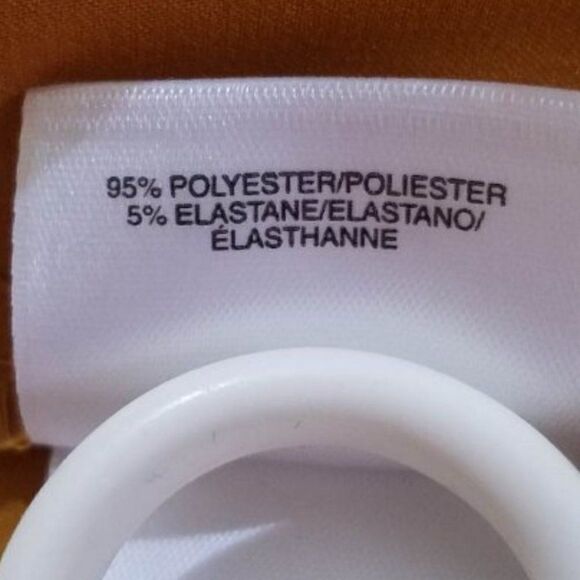 95% POLYESTER/POLIESTER
5% ELASTANE/ELASTANO/
ÉLASTHANNE